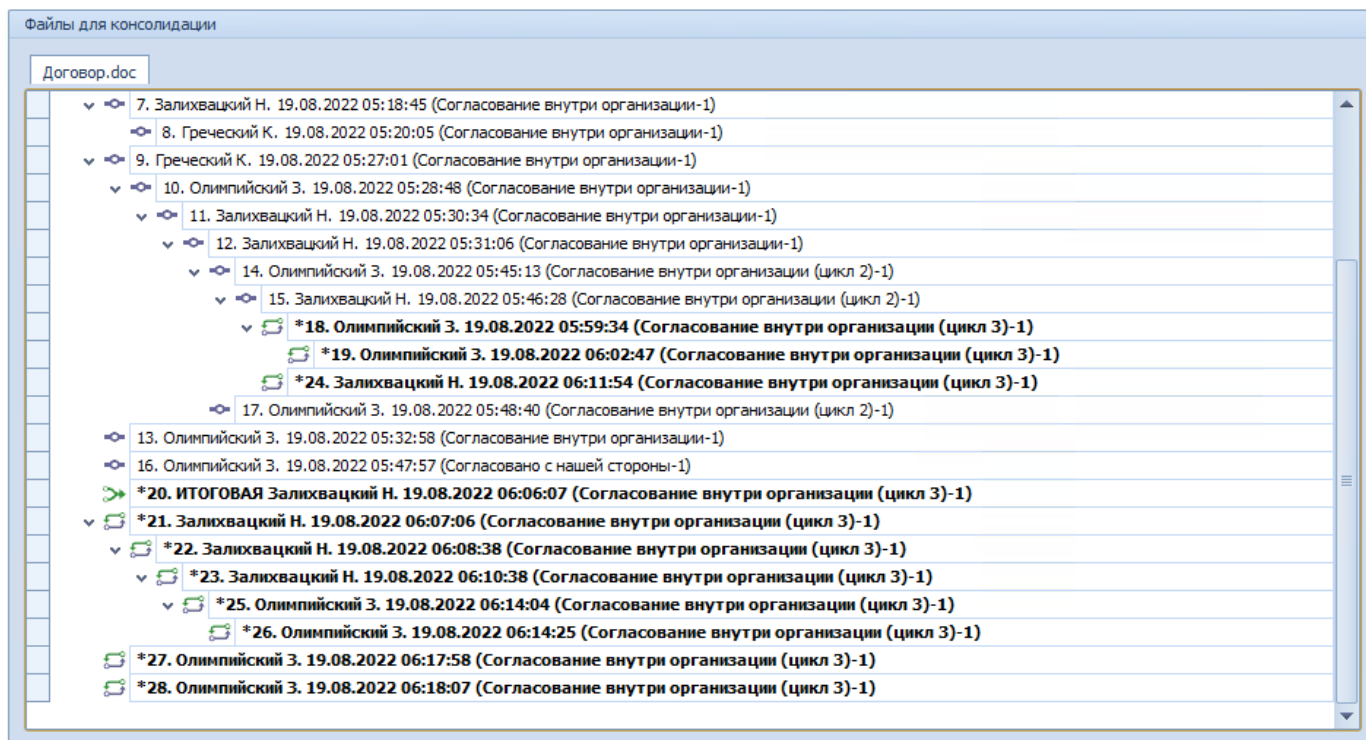 Файлы для консолидации
Договор.doc
7. Залихвацкий Н. 19.08.2022 05:18:45 (Согласование внутри организации-1)
8. Греческий К. 19.08.2022 05:20:05 (Согласование внутри организации-1)
9. Греческий К. 19.08.2022 05:27:01 (Согласование внутри организации-1)
10. Олимпийский З. 19.08.2022 05:28:48 (Согласование внутри организации-1)
11. Залихвацкий Н. 19.08.2022 05:30:34 (Согласование внутри организации-1)
12. Залихвацкий Н. 19.08.2022 05:31:06 (Согласование внутри организации-1)
14. Олимпийский З. 19.08.2022 05:45:13 (Согласование внутри организации (цикл 2)-1)
15. Залихвацкий Н. 19.08.2022 05:46:28 (Согласование внутри организации (цикл 2)-1)
*18. Олимпийский З. 19.08.2022 05:59:34 (Согласование внутри организации (цикл 3)-1)
*19. Олимпийский З. 19.08.2022 06:02:47 (Согласование внутри организации (цикл 3)-1)
*24. Залихвацкий Н. 19.08.2022 06:11:54 (Согласование внутри организации (цикл 3)-1)
17. Олимпийский З. 19.08.2022 05:48:40 (Согласование внутри организации (цикл 2)-1)
13. Олимпийский З. 19.08.2022 05:32:58 (Согласование внутри организации-1)
16. Олимпийский З. 19.08.2022 05:47:57 (Согласовано с нашей стороны-1)
*20. ИТОГОВАЯ Залихвацкий Н. 19.08.2022 06:06:07 (Согласование внутри организации (цикл 3)-1)
*21. Залихвацкий Н. 19.08.2022 06:07:06 (Согласование внутри организации (цикл 3)-1)
*22. Залихвацкий Н. 19.08.2022 06:08:38 (Согласование внутри организации (цикл 3)-1)
*23. Залихвацкий Н. 19.08.2022 06:10:38 (Согласование внутри организации (цикл 3)-1)
*25. Олимпийский З. 19.08.2022 06:14:04 (Согласование внутри организации (цикл 3)-1)
*26. Олимпийский З. 19.08.2022 06:14:25 (Согласование внутри организации (цикл 3)-1)
*27. Олимпийский З. 19.08.2022 06:17:58 (Согласование внутри организации (цикл 3)-1)
*28. Олимпийский З. 19.08.2022 06:18:07 (Согласование внутри организации (цикл 3)-1)